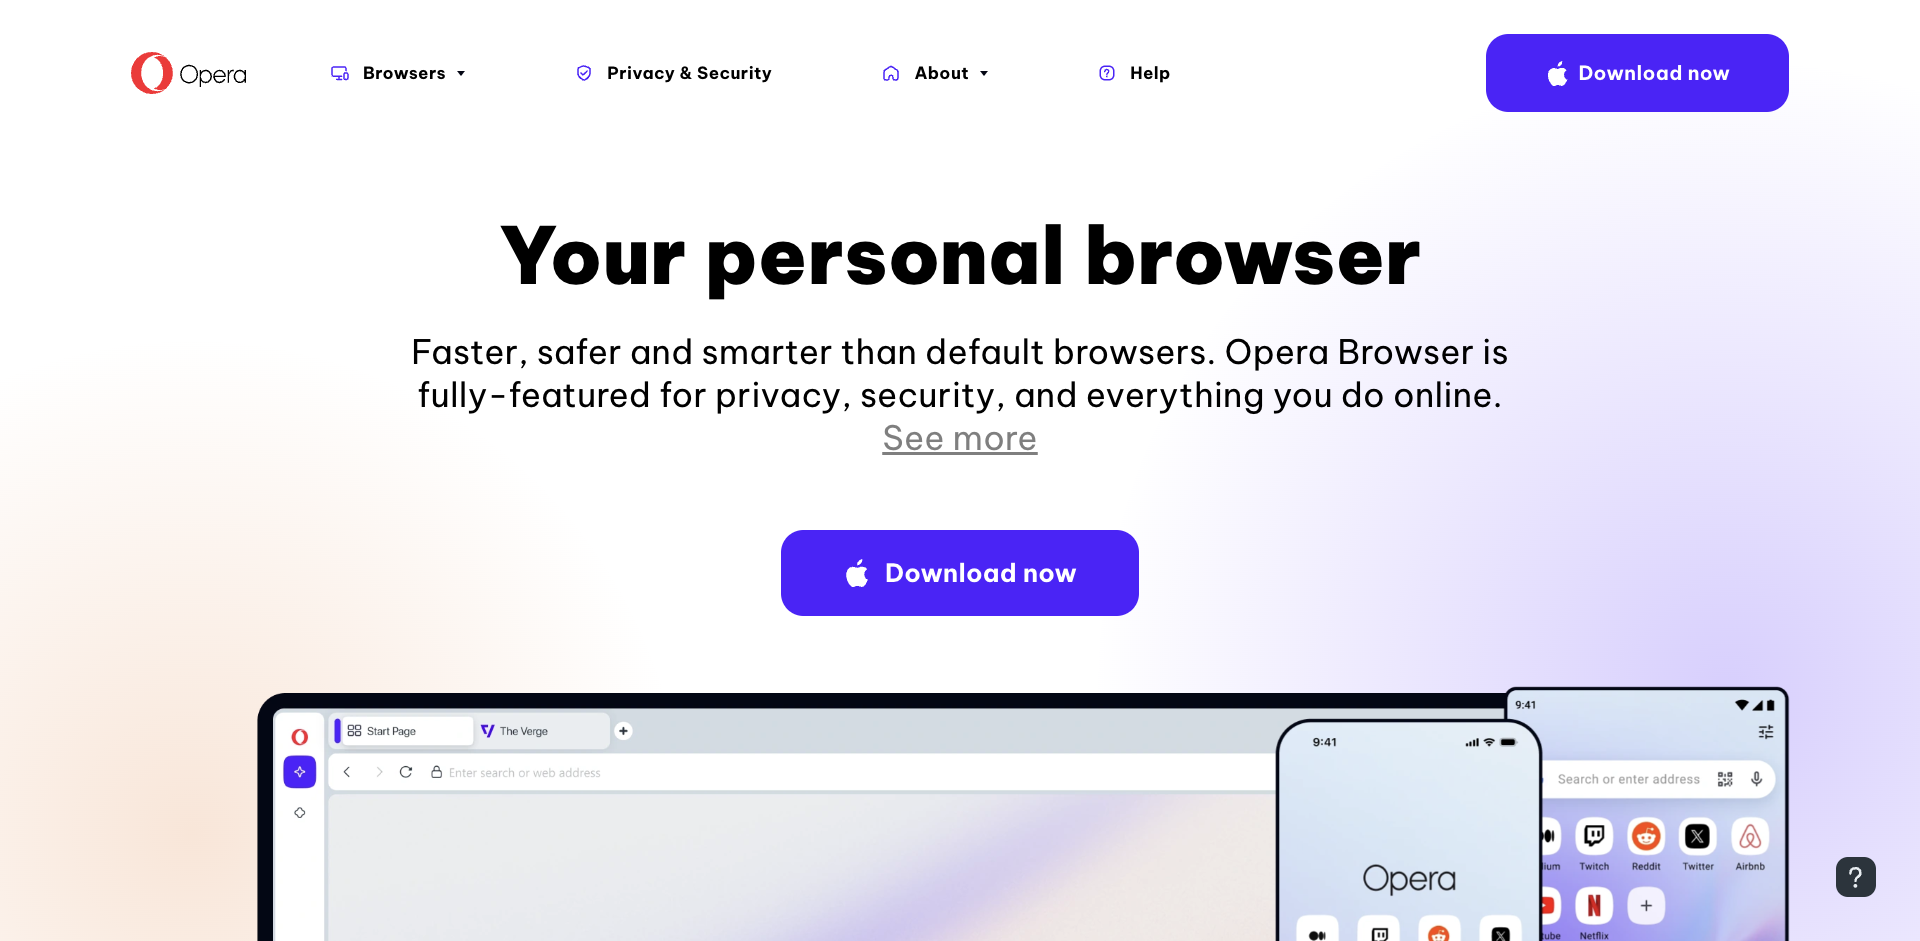 Opera
Browsers
Privacy & Security
About
Help
Download now
Your personal browser
Faster, safer and smarter than default browsers. Opera Browser is
fully-featured for privacy, security, and everything you do online.
See more
Download now
Start Page
The Verge
Enter search or web address
9:41
Opera
9:41
Search or enter address
Twitch
Reddit
Twitter
Airbnb
Netflix
?